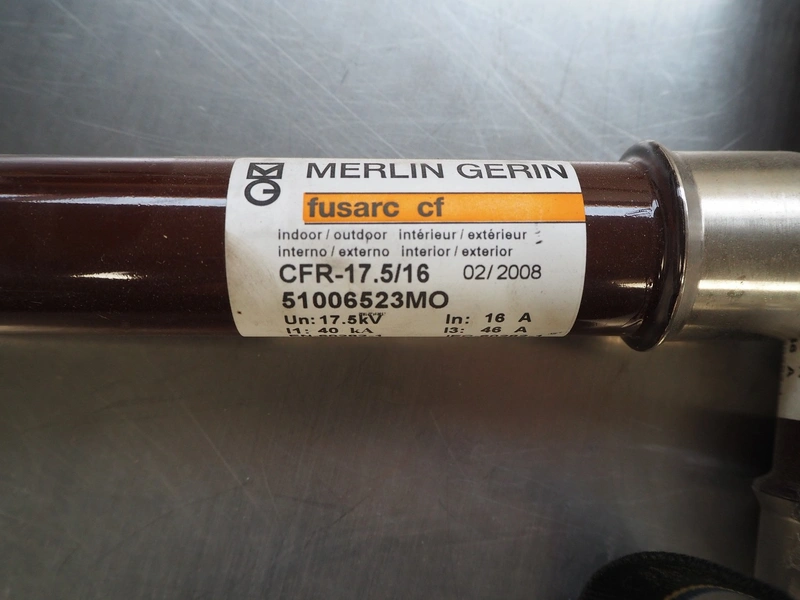 MG
MERLIN GERIN
fusarc cf
indoor / outdoor intérieur / extérieur
interno / externo interior / exterior
CFR-17.5/16 02/2008
51006523MO
Un: 17.5kV In: 16 A
I1: 40 kA I3: 46 A